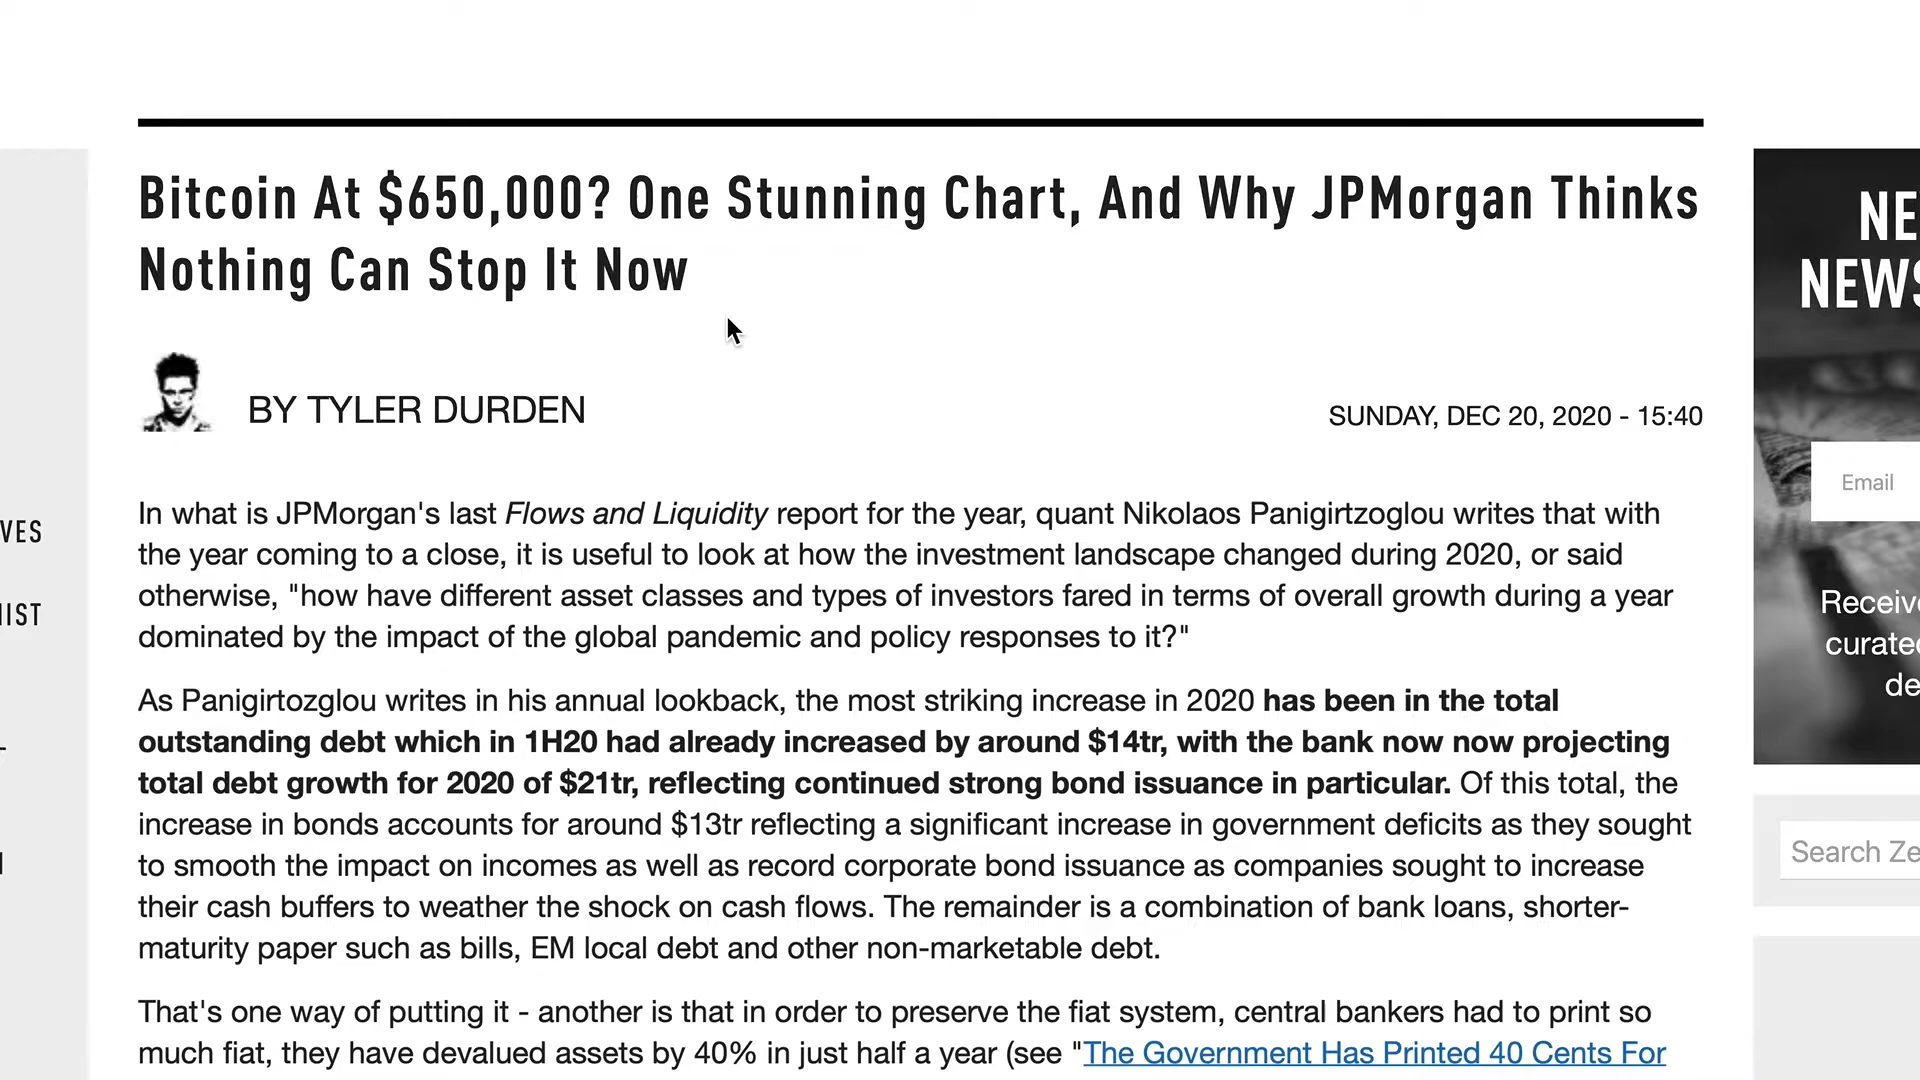 Bitcoin At $650,000? One Stunning Chart, And Why JPMorgan Thinks
Nothing Can Stop It Now
BY TYLER DURDEN
SUNDAY, DEC 20, 2020 - 15:40
In what is JPMorgan's last Flows and Liquidity report for the year, quant Nikolaos Panigirtzoglou writes that with
the year coming to a close, it is useful to look at how the investment landscape changed during 2020, or said
otherwise, "how have different asset classes and types of investors fared in terms of overall growth during a year
dominated by the impact of the global pandemic and policy responses to it?"
As Panigirtozglou writes in his annual lookback, the most striking increase in 2020 has been in the total
outstanding debt which in 1H20 had already increased by around $14tr, with the bank now now projecting
total debt growth for 2020 of $21tr, reflecting continued strong bond issuance in particular. Of this total, the
increase in bonds accounts for around $13tr reflecting a significant increase in government deficits as they sought
to smooth the impact on incomes as well as record corporate bond issuance as companies sought to increase
their cash buffers to weather the shock on cash flows. The remainder is a combination of bank loans, shorter-
maturity paper such as bills, EM local debt and other non-marketable debt.
That's one way of putting it - another is that in order to preserve the fiat system, central bankers had to print so
much fiat, they have devalued assets by 40% in just half a year (see "The Government Has Printed 40 Cents For
VES
IST
NE
NEWS
Email
Receiv
curate
de
Search Ze